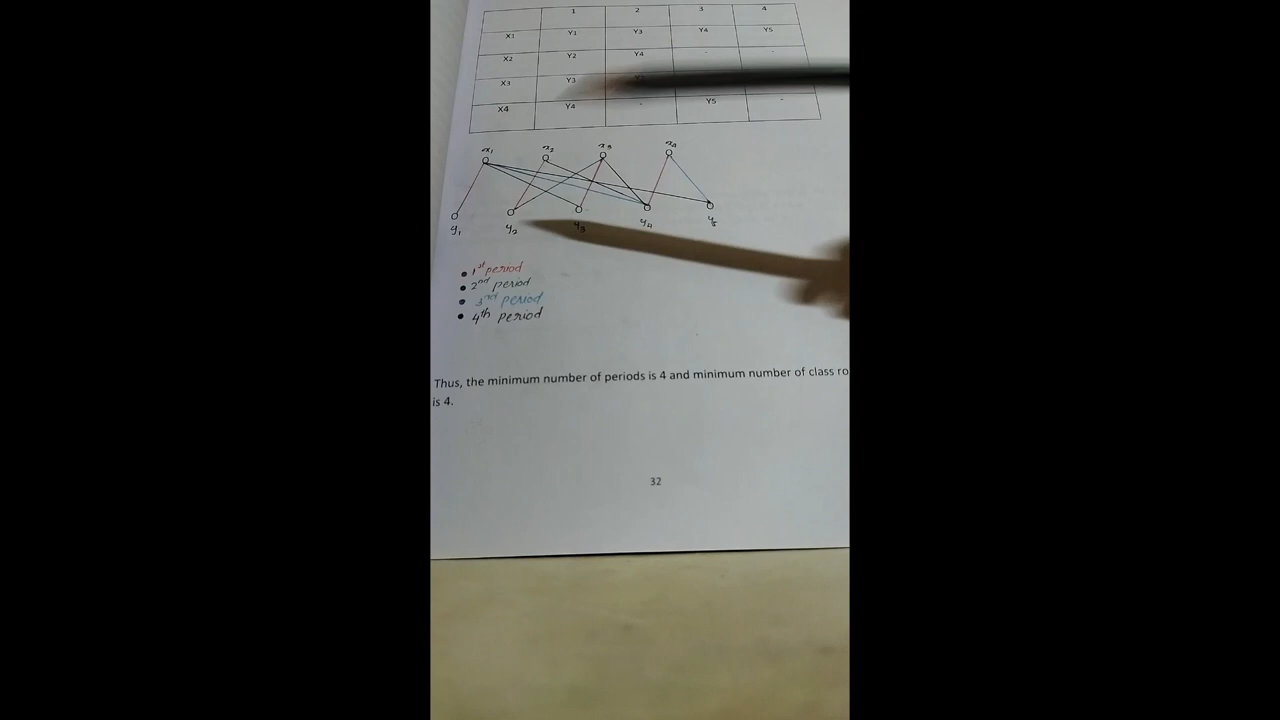 1 2 3 4
X1 Y1 Y3 Y4 Y5
X2 Y2 Y4 - -
X3 Y3
X4 Y4 - Y5 -
x1 x2 x3 x4
y1 y2 y3 y4 y5
1st period
2nd period
3nd period
4th period
Thus, the minimum number of periods is 4 and minimum number of class ro
is 4.
32